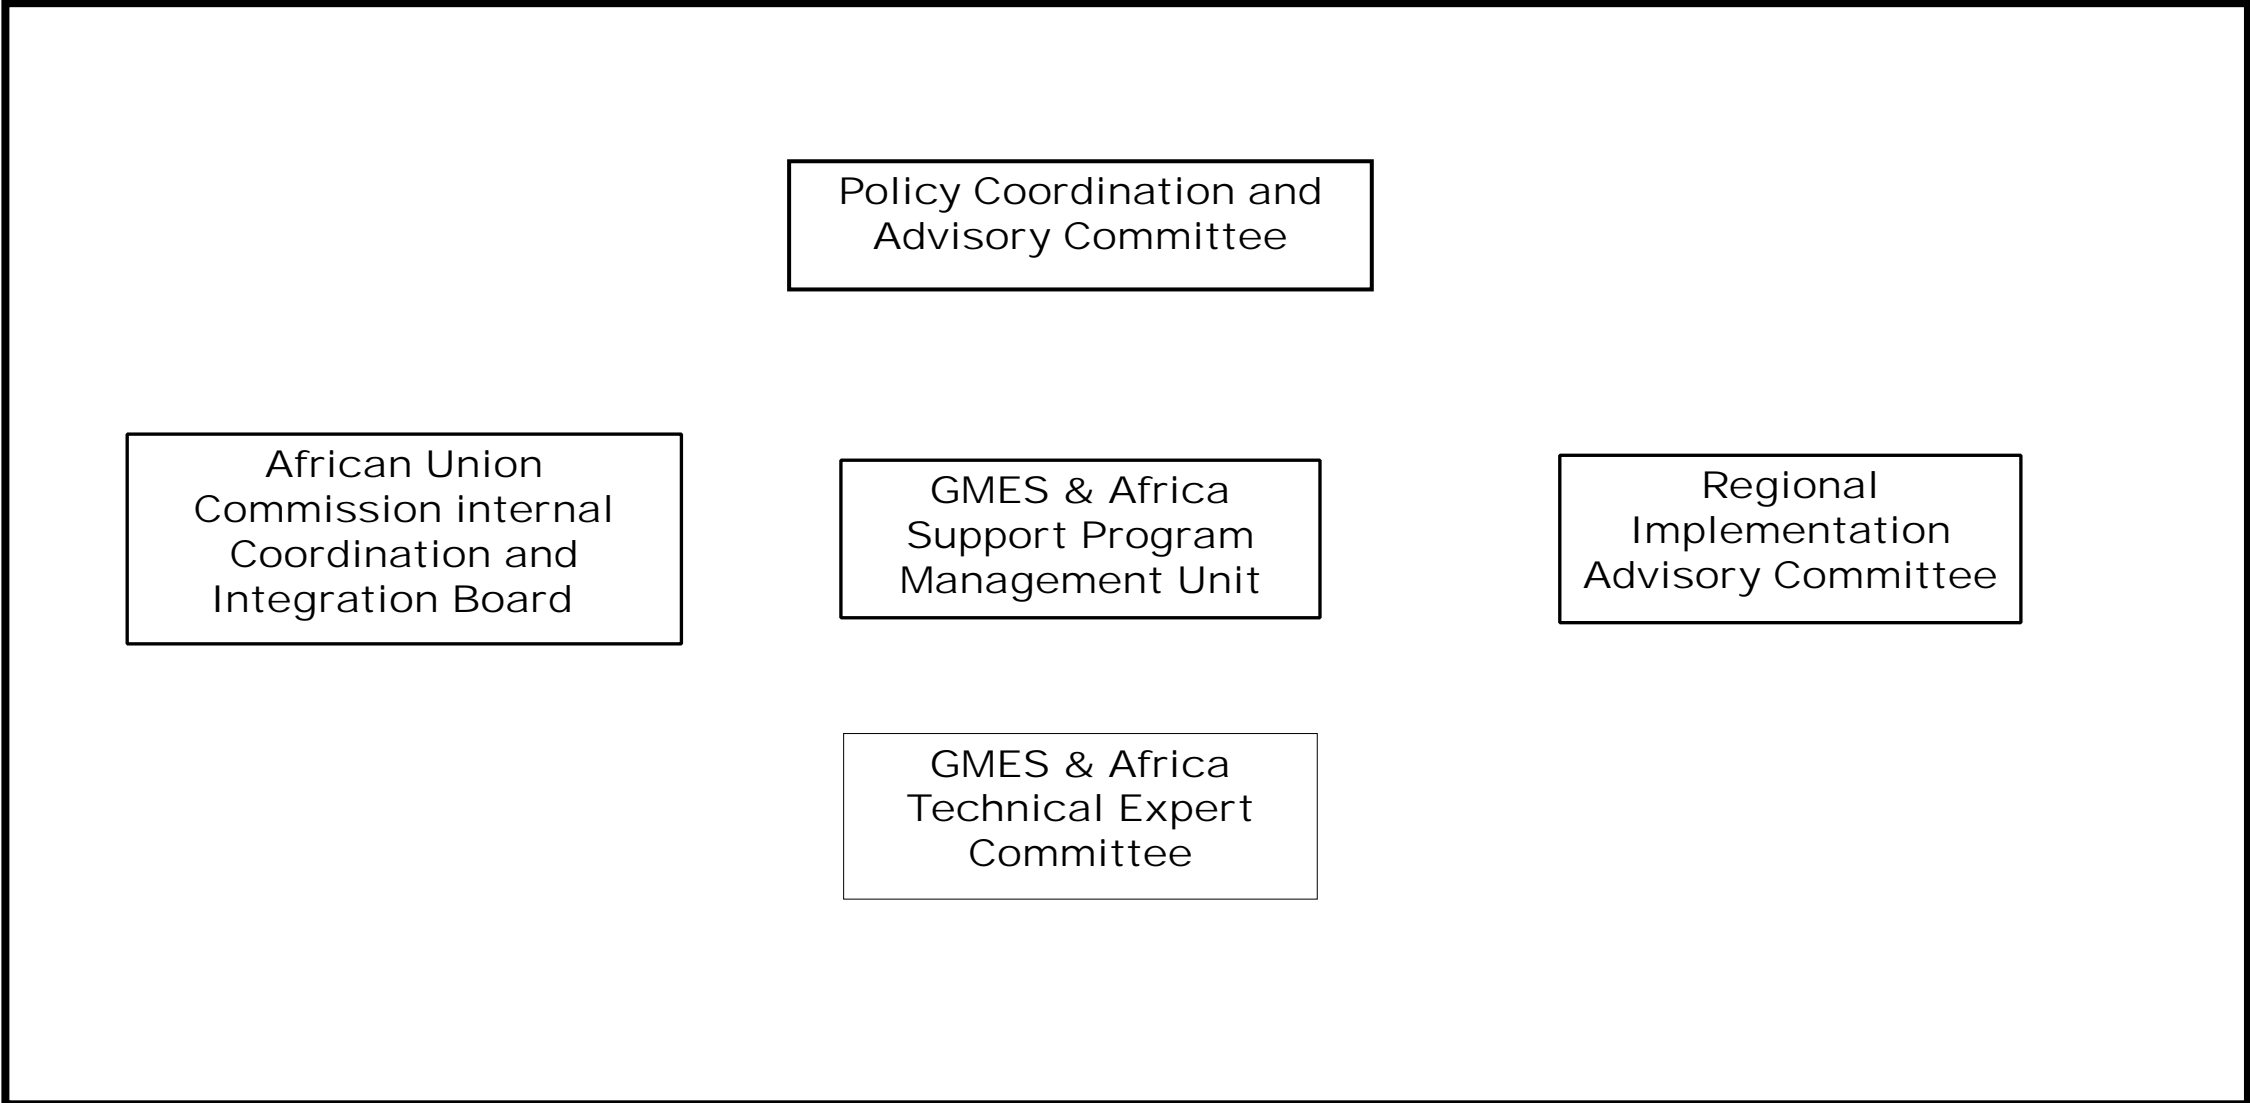 Policy Coordination and
Advisory Committee
African Union
Commission internal
Coordination and
Integration Board
GMES & Africa
Support Program
Management Unit
Regional
Implementation
Advisory Committee
GMES & Africa
Technical Expert
Committee